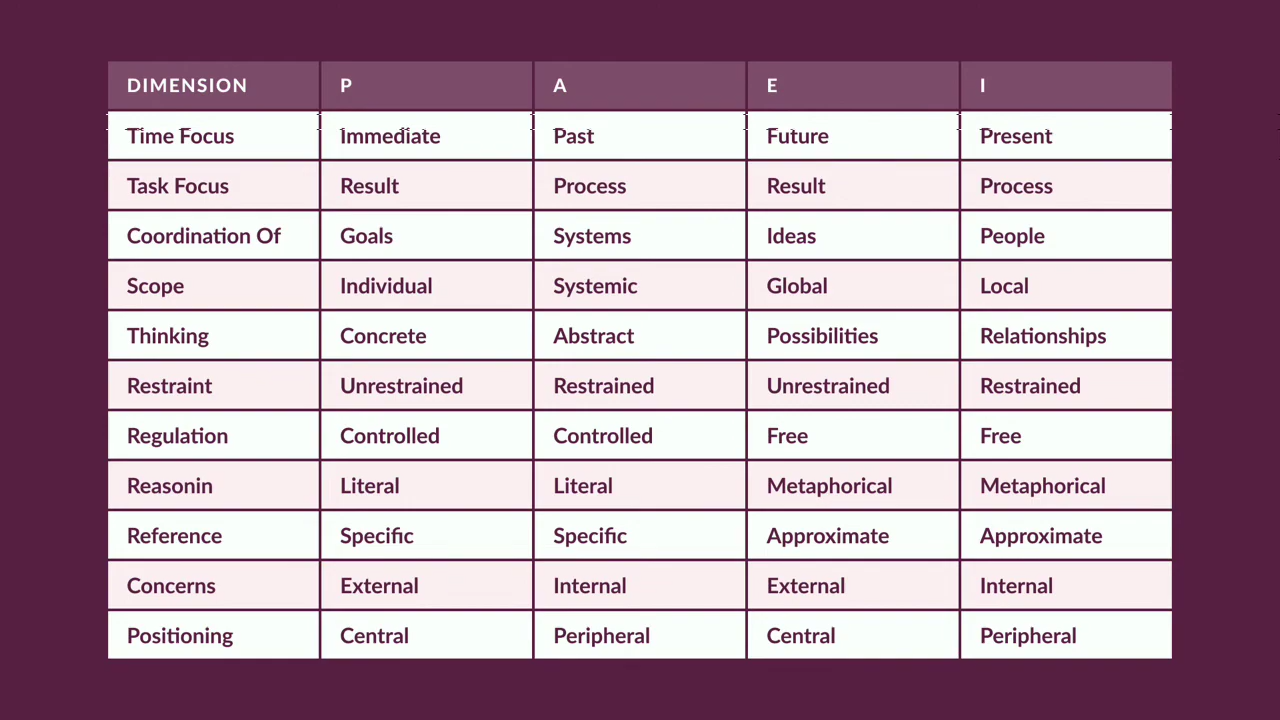 DIMENSION P A E I
Time Focus Immediate Past Future Present
Task Focus Result Process Result Process
Coordination Of Goals Systems Ideas People
Scope Individual Systemic Global Local
Thinking Concrete Abstract Possibilities Relationships
Restraint Unrestrained Restrained Unrestrained Restrained
Regulation Controlled Controlled Free Free
Reasonin Literal Literal Metaphorical Metaphorical
Reference Specific Specific Approximate Approximate
Concerns External Internal External Internal
Positioning Central Peripheral Central Peripheral